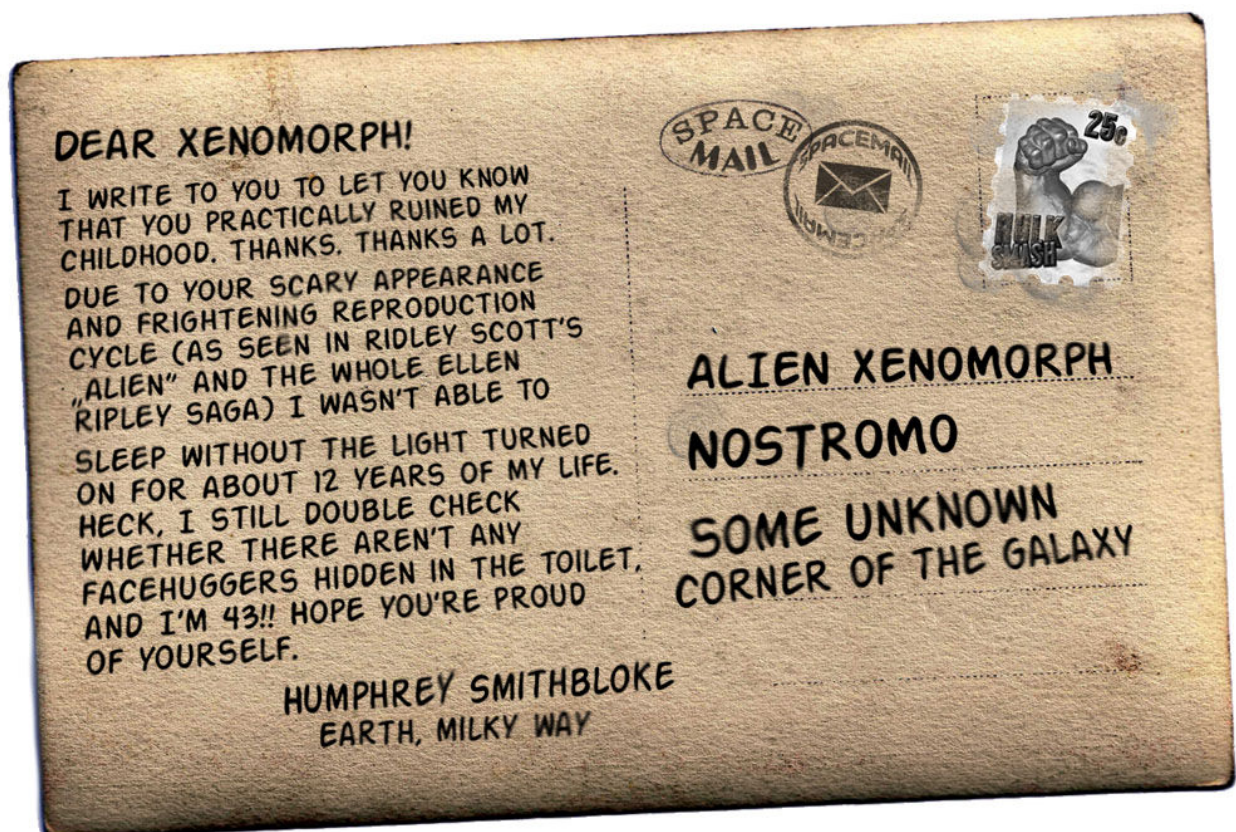 DEAR XENOMORPH!
I WRITE TO YOU TO LET YOU KNOW
THAT YOU PRACTICALLY RUINED MY
CHILDHOOD. THANKS. THANKS A LOT.
DUE TO YOUR SCARY APPEARANCE
AND FRIGHTENING REPRODUCTION
CYCLE (AS SEEN IN RIDLEY SCOTT'S
„ALIEN" AND THE WHOLE ELLEN
RIPLEY SAGA) I WASN'T ABLE TO
SLEEP WITHOUT THE LIGHT TURNED
ON FOR ABOUT 12 YEARS OF MY LIFE.
HECK, I STILL DOUBLE CHECK
WHETHER THERE AREN'T ANY
FACEHUGGERS HIDDEN IN THE TOILET,
AND I'M 43!! HOPE YOU'RE PROUD
OF YOURSELF.
HUMPHREY SMITHBLOKE
EARTH, MILKY WAY
SPACE
MAIL
SPACEMAIL
SPACEMAIL
25c
HULK
SMASH
ALIEN XENOMORPH
NOSTROMO
SOME UNKNOWN
CORNER OF THE GALAXY